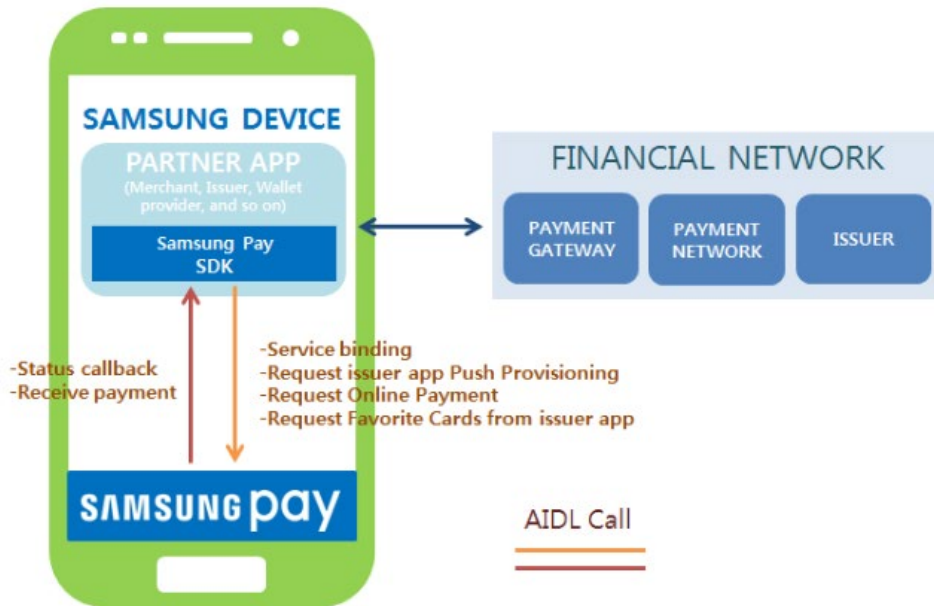 SAMSUNG DEVICE
PARTNER APP
(Merchant, Issuer, Wallet
provider, and so on)
Samsung Pay
SDK
FINANCIAL NETWORK
PAYMENT
GATEWAY
PAYMENT
NETWORK
ISSUER
-Status callback
-Receive payment
-Service binding
-Request issuer app Push Provisioning
-Request Online Payment
-Request Favorite Cards from issuer app
SAMSUNG pay
AIDL Call